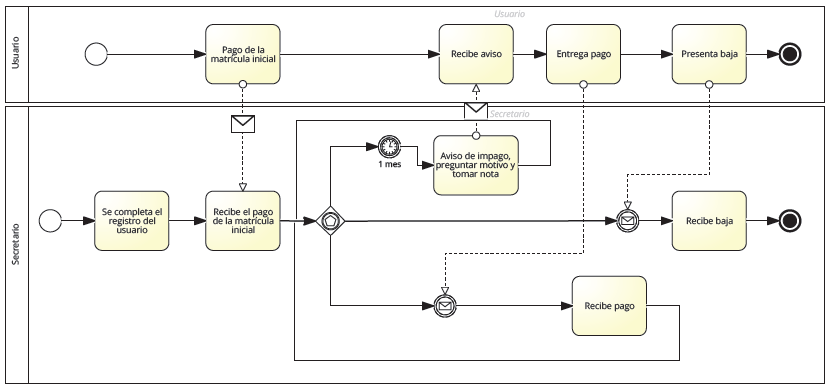 Usuario
Usuario
Pago de la
matrícula inicial
Recibe aviso
Entrega pago
Presenta baja
Secretario
Secretario
1 mes
Aviso de impago,
preguntar motivo y
tomar nota
Se completa el
registro del
usuario
Recibe el pago
de la matrícula
inicial
Recibe baja
Recibe pago